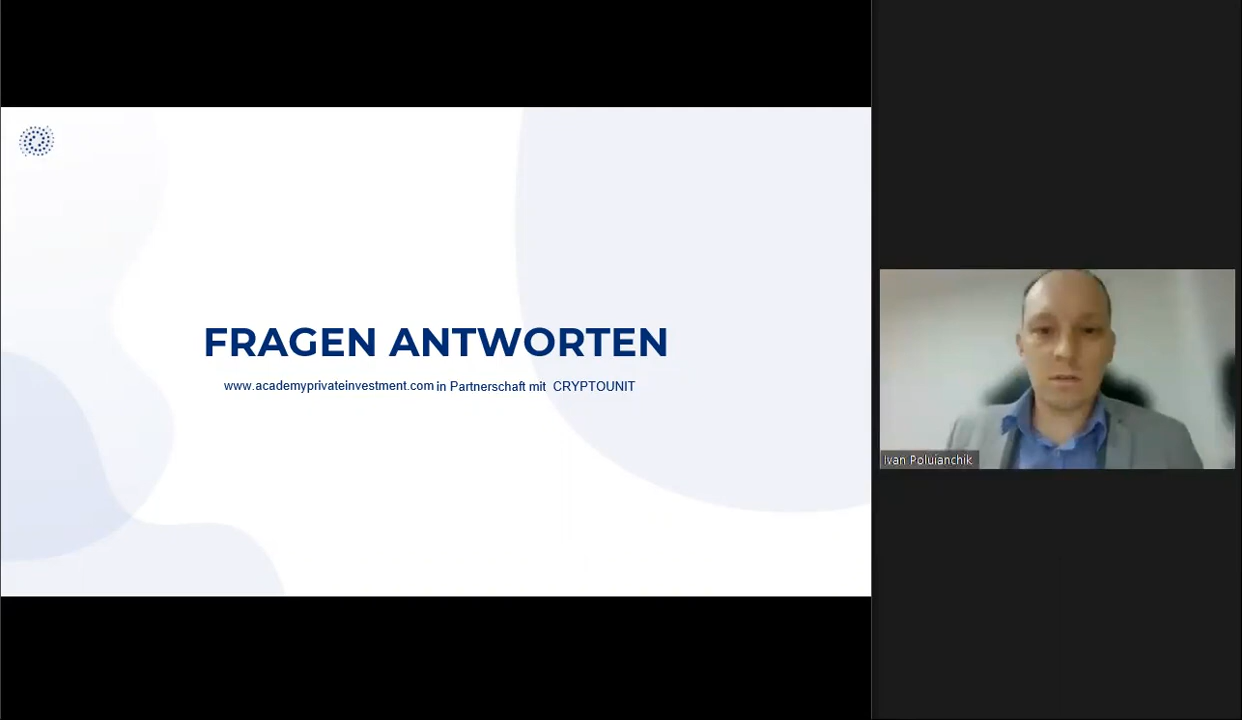 FRAGEN ANTWORTEN
www.academyprivateinvestment.com in Partnerschaft mit CRYPTOUNIT
Ivan Poluianchik